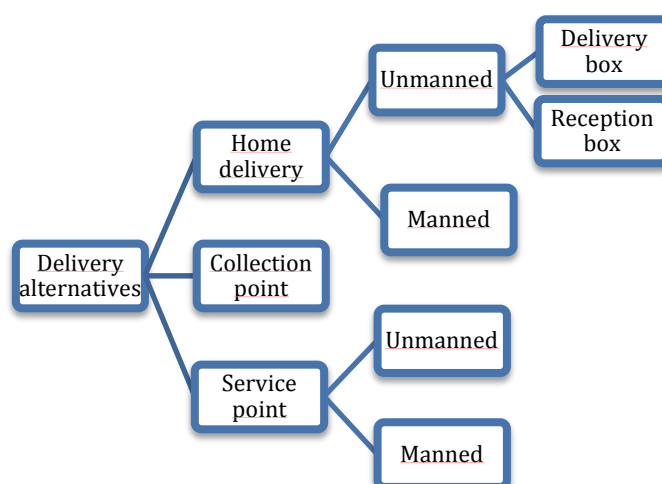 Delivery
box
Unmanned
Reception
box
Home
delivery
Manned
Delivery
alternatives
Collection
point
Unmanned
Service
point
Manned